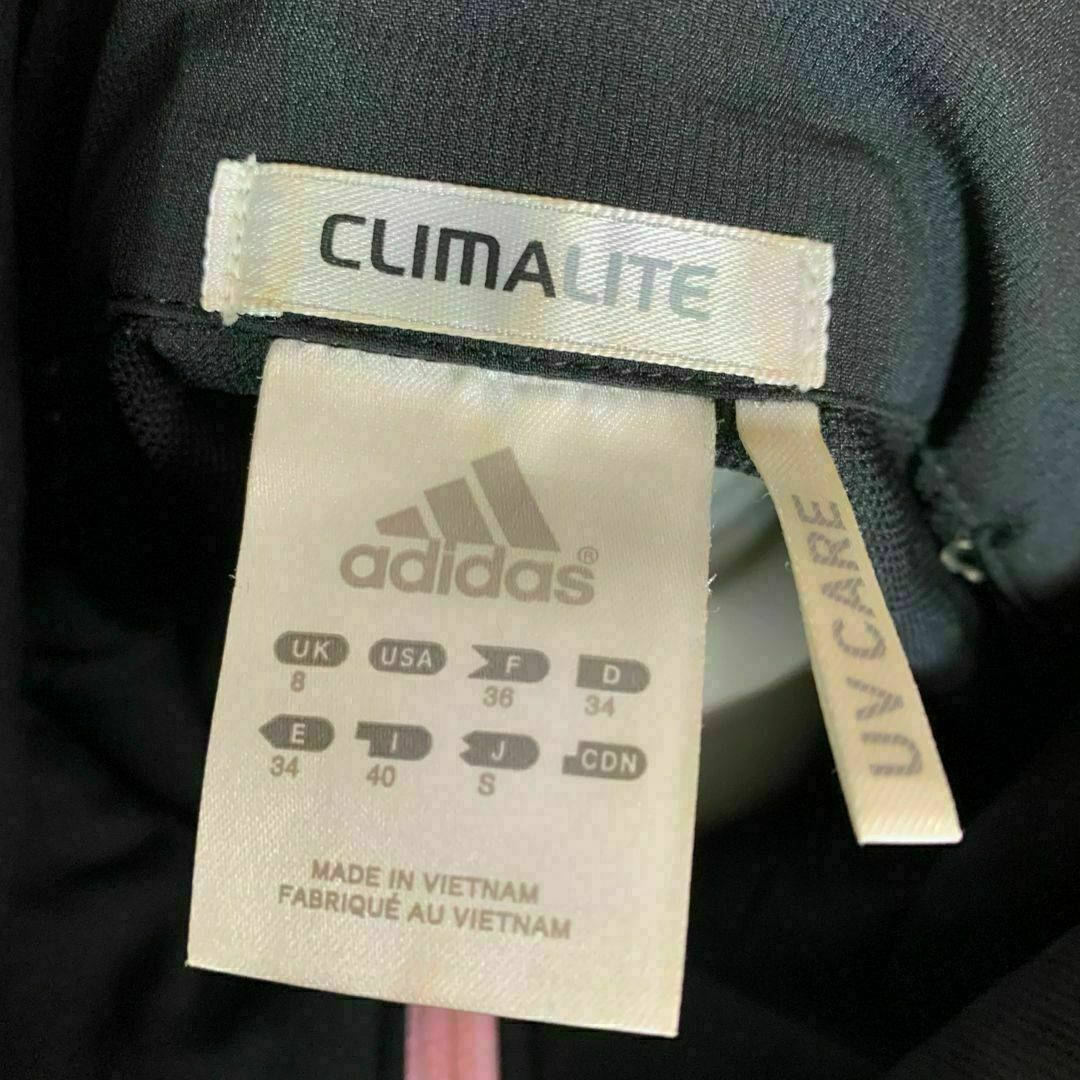 CLIMALITE
adidas®
UK USA F D
8 36 34
E I J CDN
34 40 S
MADE IN VIETNAM
FABRIQUÉ AU VIETNAM
UV CARE